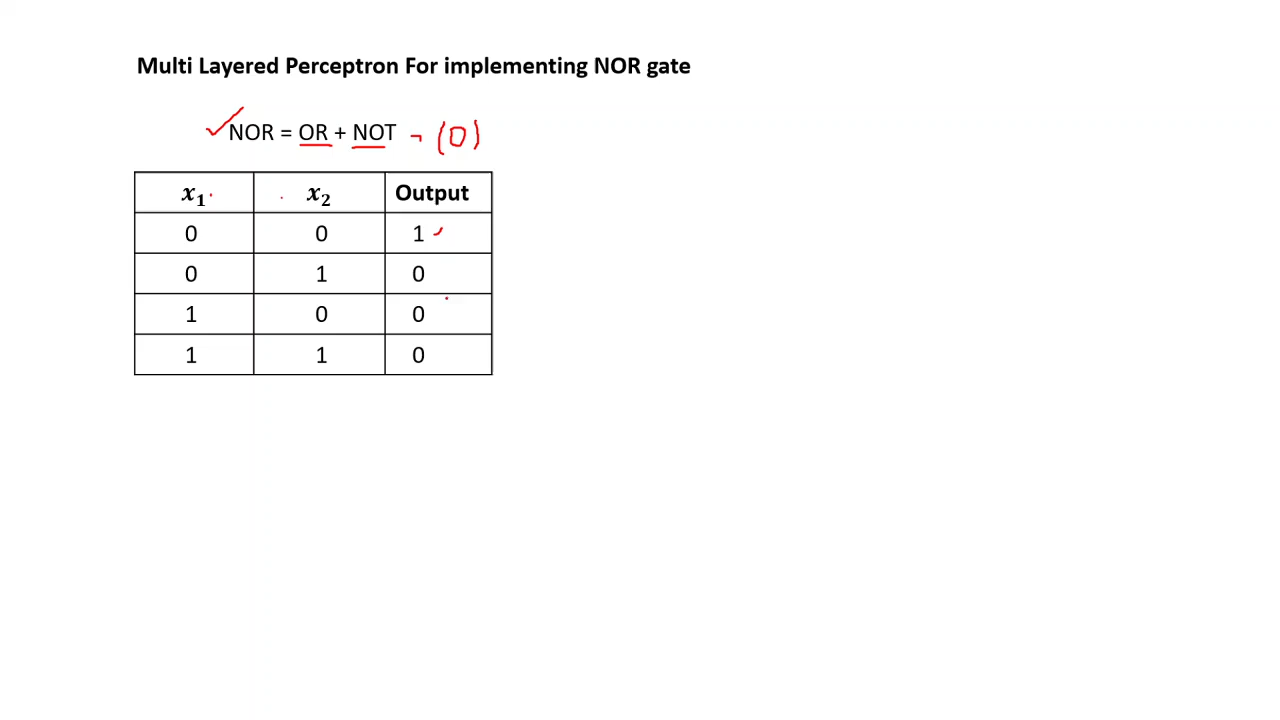 Multi Layered Perceptron For implementing NOR gate
NOR = OR + NOT ¬ (0)
x₁ x₂ Output
0 0 1
0 1 0
1 0 0
1 1 0